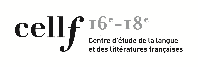 cellf 16e-18e
Centre d'étude de la langue
et des littératures françaises